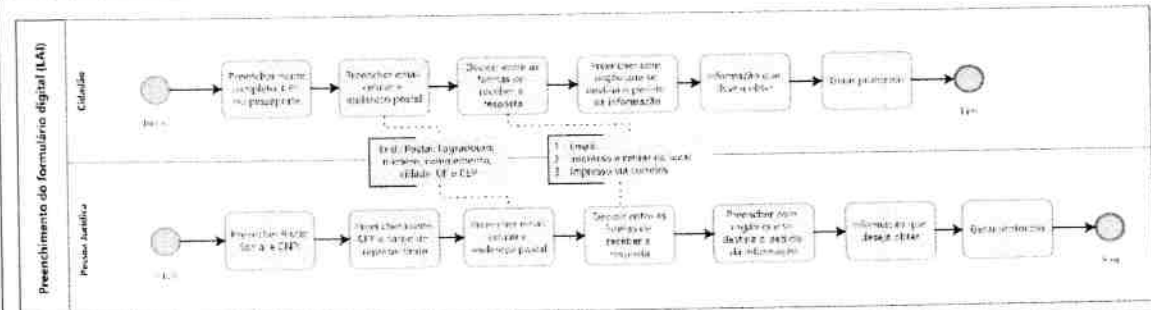 Preenchimento do formulário digital (LAI)
Cidadão
Preencher nome
completo,
ou passaporte
Preencher email,
celular e
endereço postal
Decidir entre as
formas de
receber a
resposta
Preencher com
órgão que se
destina o pedido
da informação
Informação que
deseja obter
Gerar protocolo
Fim
End. Postal: Logradouro,
número, complemento,
cidade, UF e CEP
1 Email
2 Impresso e retirar no local
3 Impresso via correios
Pessoa Jurídica
Preencher Razão
Social e CNPJ
Preencher nome,
CPF e cargo do
representante
Preencher email,
celular e
endereço postal
Decidir entre as
formas de
receber a
resposta
Preencher com
órgão que se
destina o pedido
da informação
Informação que
deseja obter
Gerar protocolo
Fim